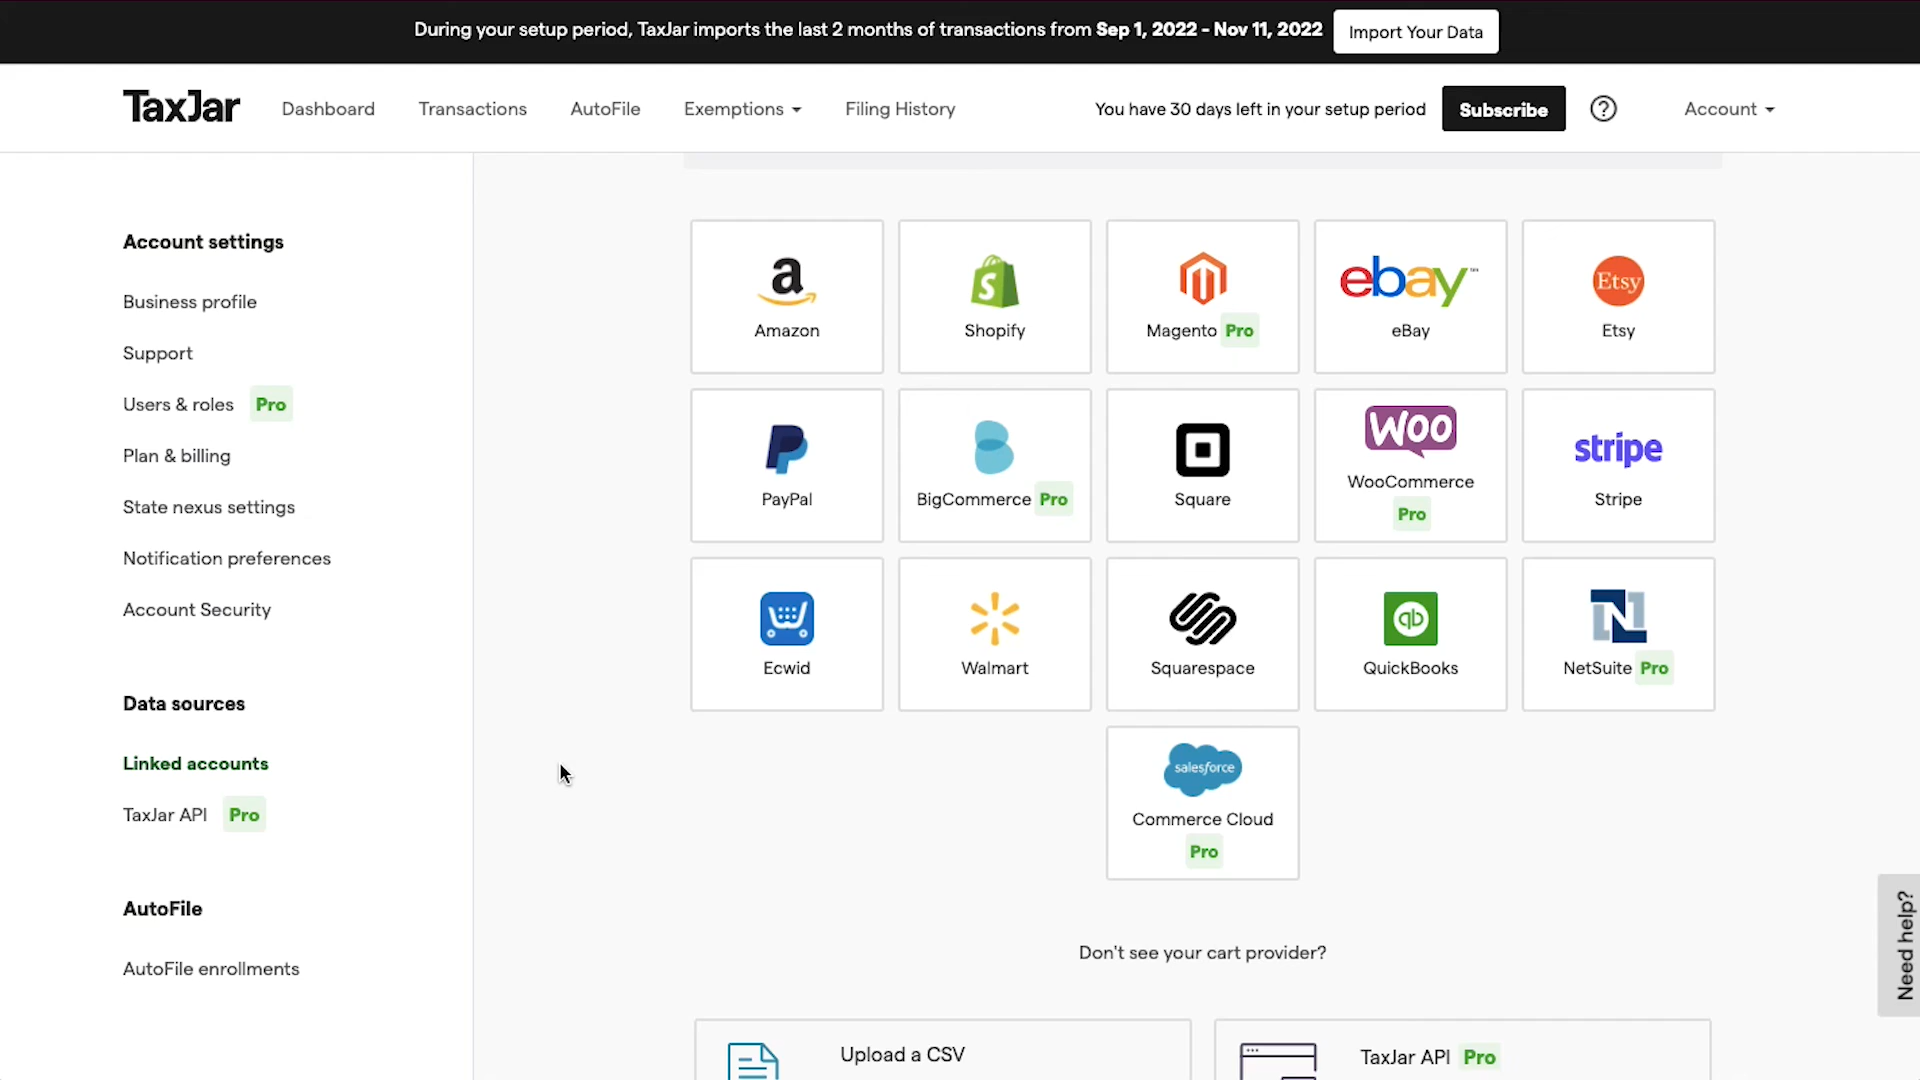 During your setup period, TaxJar imports the last 2 months of transactions from Sep 1, 2022 - Nov 11, 2022 Import Your Data
TaxJar Dashboard Transactions AutoFile Exemptions Filing History You have 30 days left in your setup period Subscribe ? Account
Account settings
Business profile
Support
Users & roles Pro
Plan & billing
State nexus settings
Notification preferences
Account Security
Data sources
Linked accounts
TaxJar API Pro
AutoFile
AutoFile enrollments
a
Amazon
S
Shopify
Magento Pro
ebay™
eBay
Etsy
Etsy
PayPal
BigCommerce Pro
Square
WOO
WooCommerce
Pro
stripe
Stripe
Ecwid
Walmart
Squarespace
qb
QuickBooks
N
NetSuite Pro
salesforce
Commerce Cloud
Pro
Don't see your cart provider?
Upload a CSV
TaxJar API Pro
Need help?